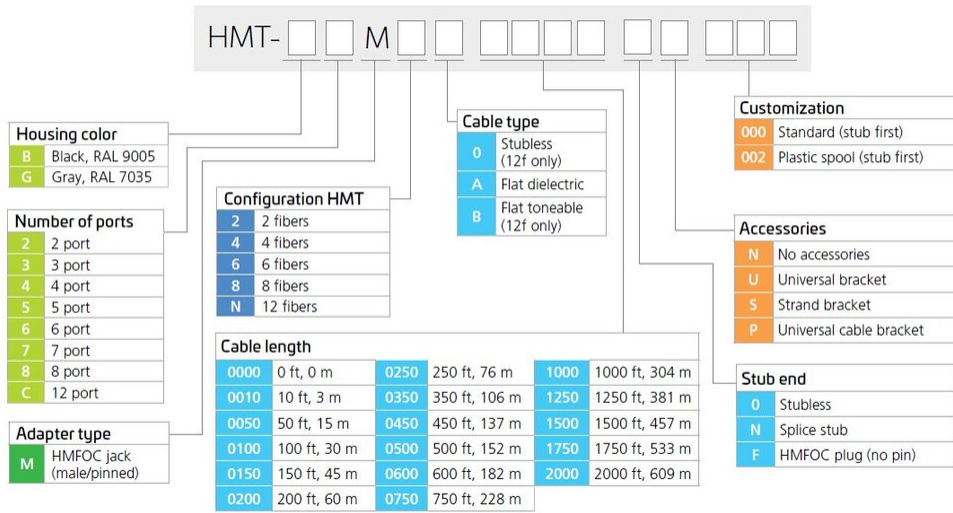 HMT- M
Housing color
B Black, RAL 9005
G Gray, RAL 7035
Number of ports
2 2 port
3 3 port
4 4 port
5 5 port
6 6 port
7 7 port
8 8 port
C 12 port
Adapter type
M HMFOC jack
(male/pinned)
Configuration HMT
2 2 fibers
4 4 fibers
6 6 fibers
8 8 fibers
N 12 fibers
Cable type
0 Stubless
(12f only)
A Flat dielectric
B Flat toneable
(12f only)
Cable length
0000 0 ft, 0 m 0250 250 ft, 76 m 1000 1000 ft, 304 m
0010 10 ft, 3 m 0350 350 ft, 106 m 1250 1250 ft, 381 m
0050 50 ft, 15 m 0450 450 ft, 137 m 1500 1500 ft, 457 m
0100 100 ft, 30 m 0500 500 ft, 152 m 1750 1750 ft, 533 m
0150 150 ft, 45 m 0600 600 ft, 182 m 2000 2000 ft, 609 m
0200 200 ft, 60 m 0750 750 ft, 228 m
Customization
000 Standard (stub first)
002 Plastic spool (stub first)
Accessories
N No accessories
U Universal bracket
S Strand bracket
P Universal cable bracket
Stub end
0 Stubless
N Splice stub
F HMFOC plug (no pin)